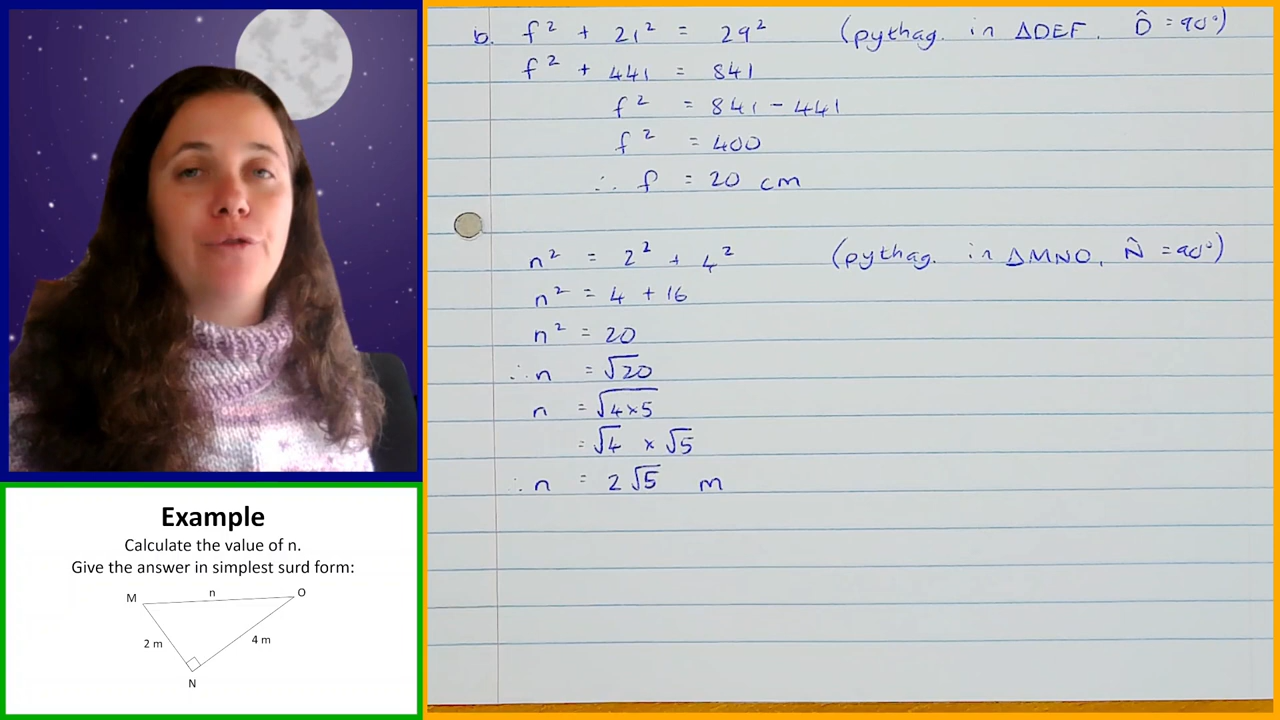 b. f² + 21² = 29² (pythag. in △DEF. D̂ = 90°)
f² + 441 = 841
f² = 841 - 441
f² = 400
∴ f = 20 cm
n² = 2² + 4² (pythag. in △MNO, N̂ = 90°)
n² = 4 + 16
n² = 20
∴ n = √20
n = √4×5
= √4 × √5
∴ n = 2√5 m
Example
Calculate the value of n.
Give the answer in simplest surd form:
M n O
2 m 4 m
N